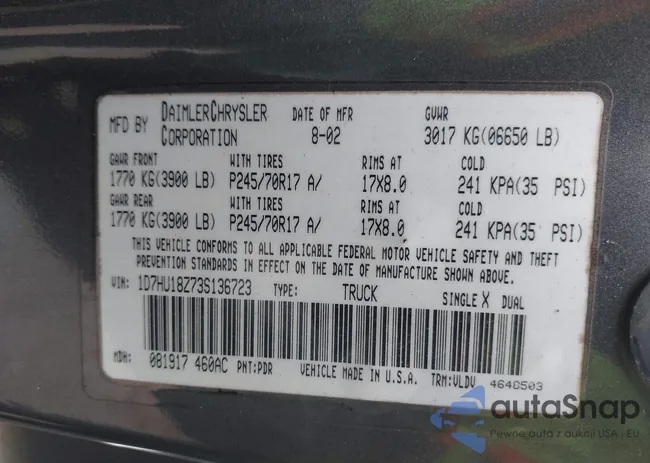 MFD BY DAIMLERCHRYSLER CORPORATION DATE OF MFR 8-02 GVWR 3017 KG(06650 LB)
GAWR FRONT WITH TIRES RIMS AT COLD
1770 KG(3900 LB) P245/70R17 A/ 17X8.0 241 KPA(35 PSI)
GAWR REAR WITH TIRES RIMS AT COLD
1770 KG(3900 LB) P245/70R17 A/ 17X8.0 241 KPA(35 PSI)
THIS VEHICLE CONFORMS TO ALL APPLICABLE FEDERAL MOTOR VEHICLE SAFETY AND THEFT
PREVENTION STANDARDS IN EFFECT ON THE DATE OF MANUFACTURE SHOWN ABOVE.
VIN: 1D7HU18Z73S136723 TYPE: TRUCK SINGLE X DUAL
MDH: 081917 460AC PNT:PDR VEHICLE MADE IN U.S.A. TRM:VLDV 4648503
autaSnap
Pewne auta z aukcji USA i EU